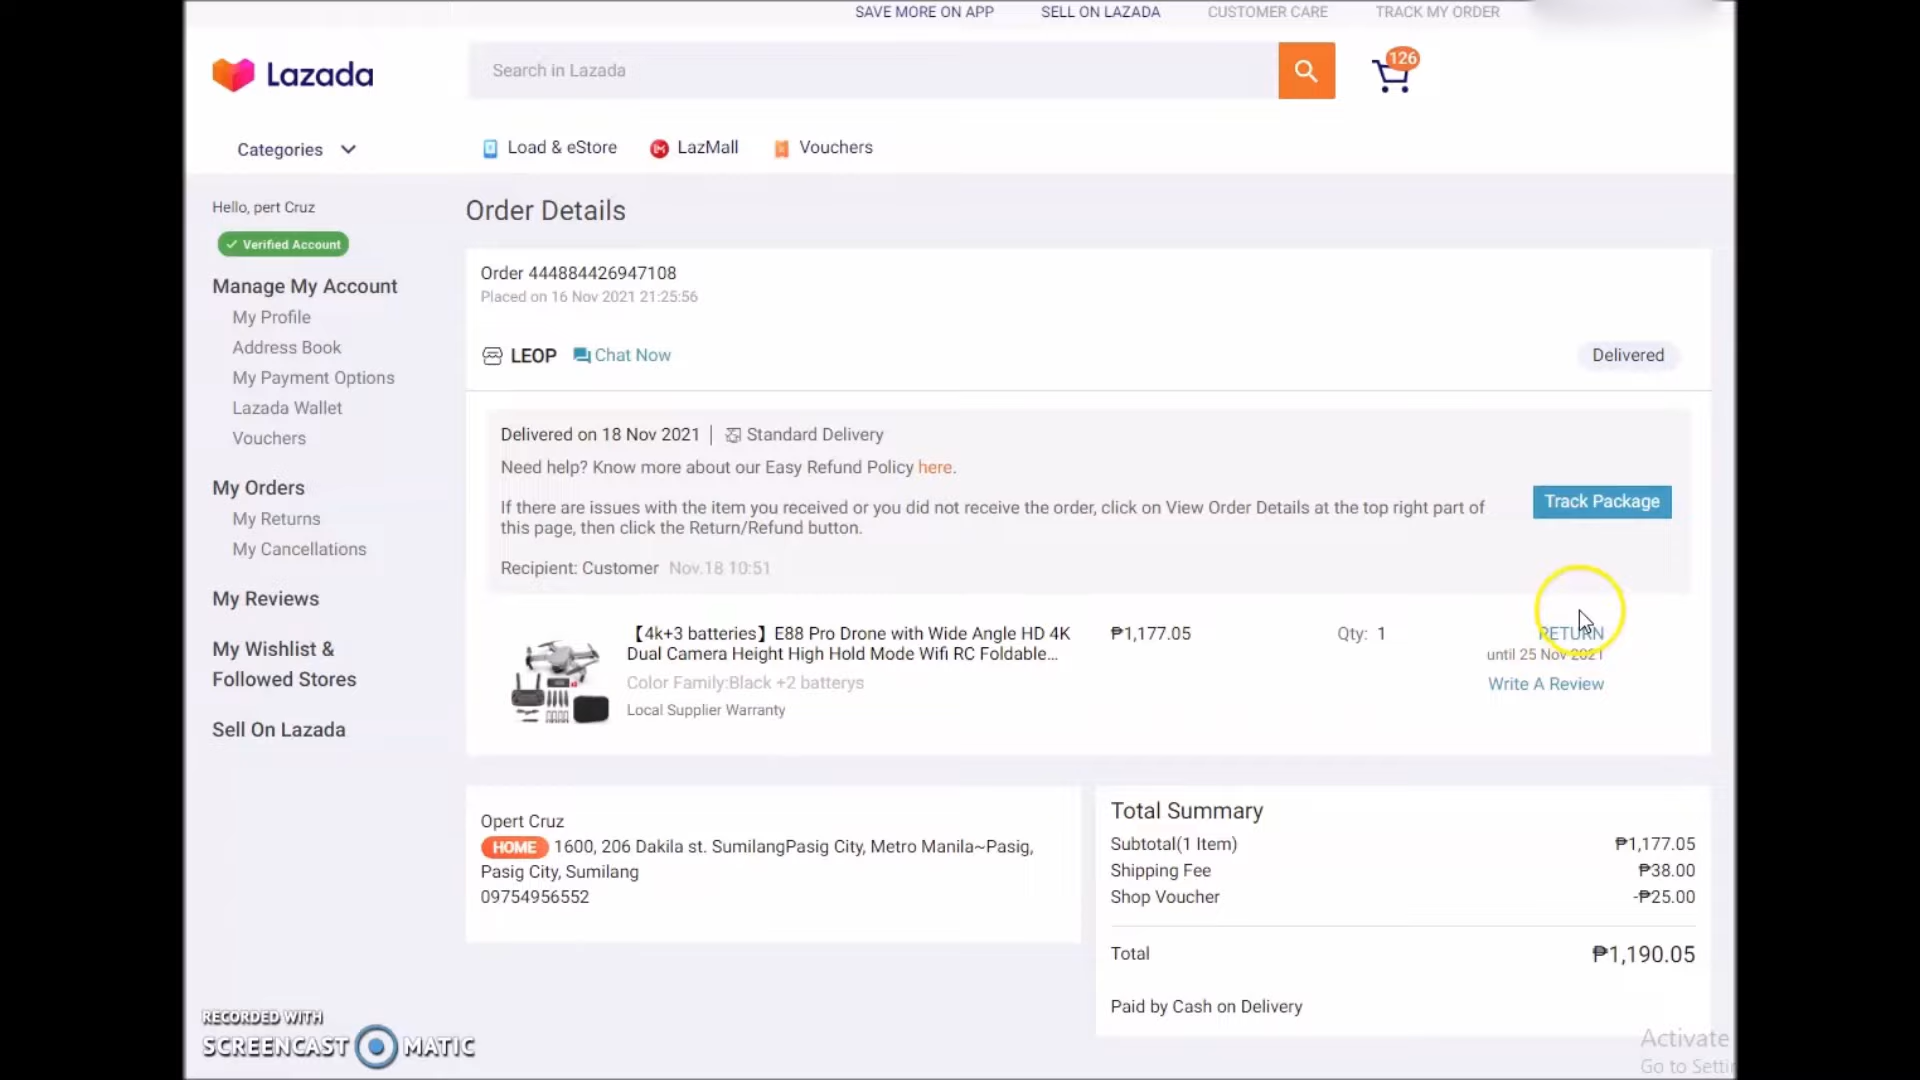 SAVE MORE ON APP SELL ON LAZADA CUSTOMER CARE TRACK MY ORDER
Lazada
Search in Lazada
126
Categories
Load & eStore LazMall Vouchers
Hello, pert Cruz
Verified Account
Manage My Account
My Profile
Address Book
My Payment Options
Lazada Wallet
Vouchers
My Orders
My Returns
My Cancellations
My Reviews
My Wishlist &
Followed Stores
Sell On Lazada
Order Details
Order 444884426947108
Placed on 16 Nov 2021 21:25:56
LEOP Chat Now
Delivered
Delivered on 18 Nov 2021 | Standard Delivery
Need help? Know more about our Easy Refund Policy here.
If there are issues with the item you received or you did not receive the order, click on View Order Details at the top right part of
this page, then click the Return/Refund button.
Recipient: Customer Nov.18 10:51
Track Package
【4k+3 batteries】E88 Pro Drone with Wide Angle HD 4K
Dual Camera Height High Hold Mode Wifi RC Foldable...
Color Family:Black +2 batterys
Local Supplier Warranty
₱1,177.05
Qty: 1
RETURN
until 25 Nov 2021
Write A Review
Opert Cruz
HOME 1600, 206 Dakila st. SumilangPasig City, Metro Manila~Pasig,
Pasig City, Sumilang
09754956552
Total Summary
Subtotal(1 Item) ₱1,177.05
Shipping Fee ₱38.00
Shop Voucher -₱25.00
Total ₱1,190.05
Paid by Cash on Delivery
RECORDED WITH
SCREENCAST MATIC
Activate
Go to Setti